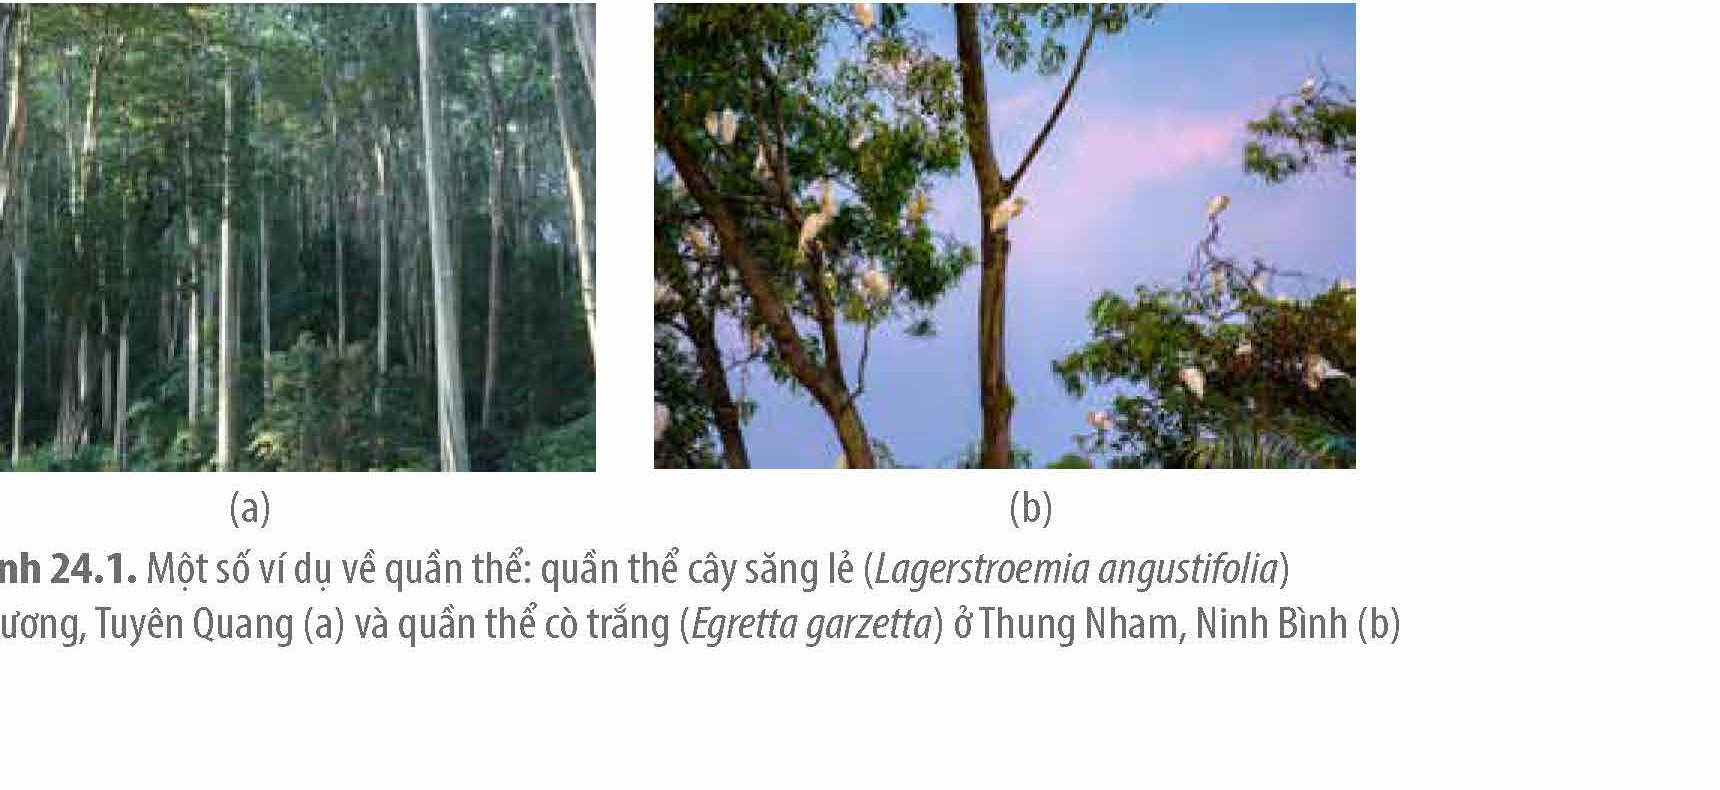 (a) (b)
nh 24.1. Một số ví dụ về quần thể: quần thể cây săng lẻ (Lagerstroemia angustifolia)
ương, Tuyên Quang (a) và quần thể cò trắng (Egretta garzetta) ở Thung Nham, Ninh Bình (b)